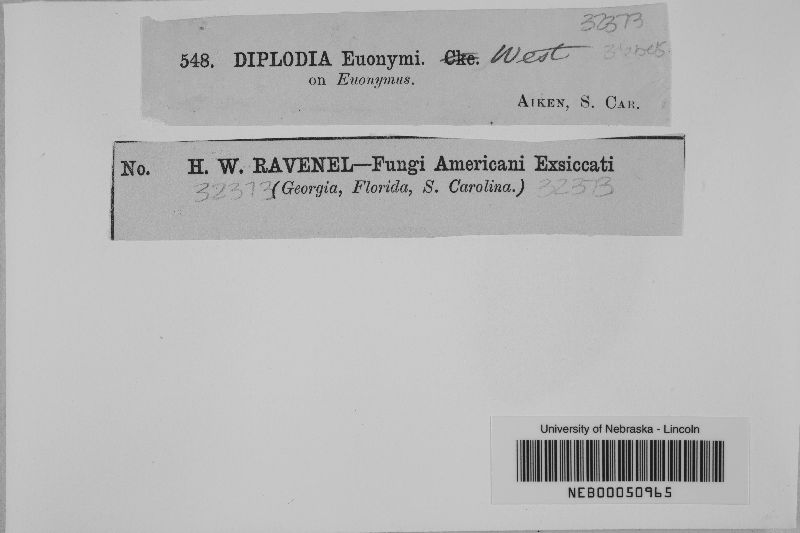 32373
548. DIPLODIA Euonymi. Cke. West
on Euonymus.
AIKEN, S. CAR.
No. H. W. RAVENEL—Fungi Americani Exsiccati
32373 (Georgia, Florida, S. Carolina.) 32373
University of Nebraska - Lincoln
NEB00050965